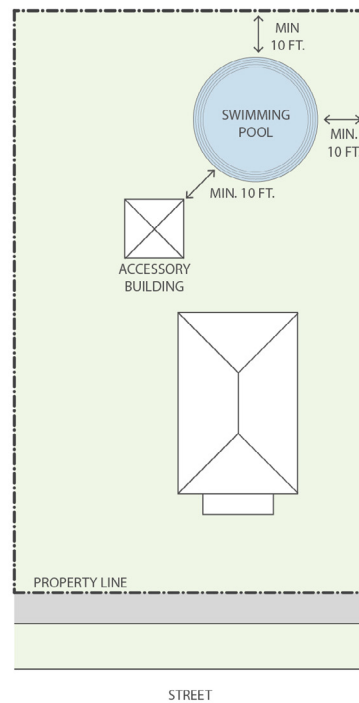 MIN
10 FT.
SWIMMING
POOL
MIN.
10 FT.
MIN. 10 FT.
ACCESSORY
BUILDING
PROPERTY LINE
STREET